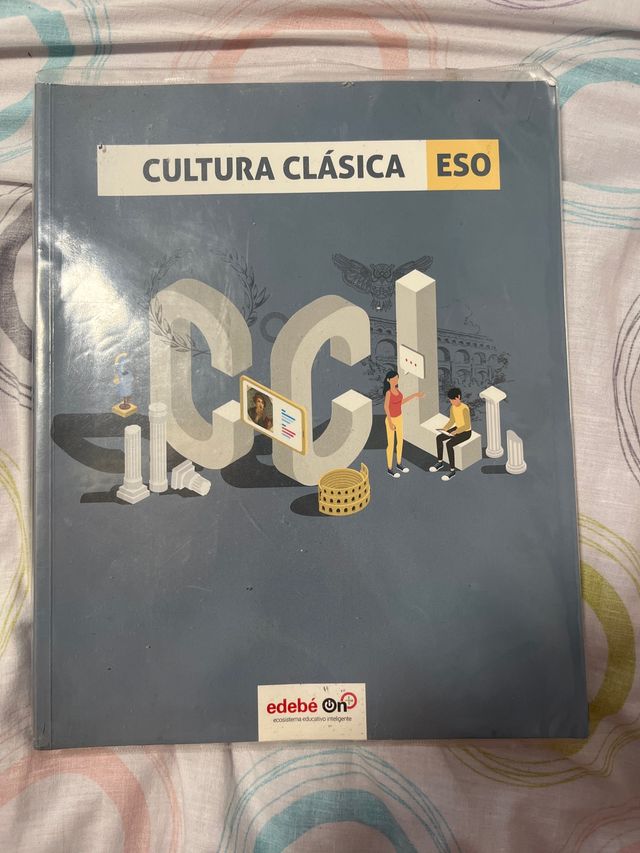 CULTURA CLÁSICA ESO
CCL
edebé On+
ecosistema educativo inteligente